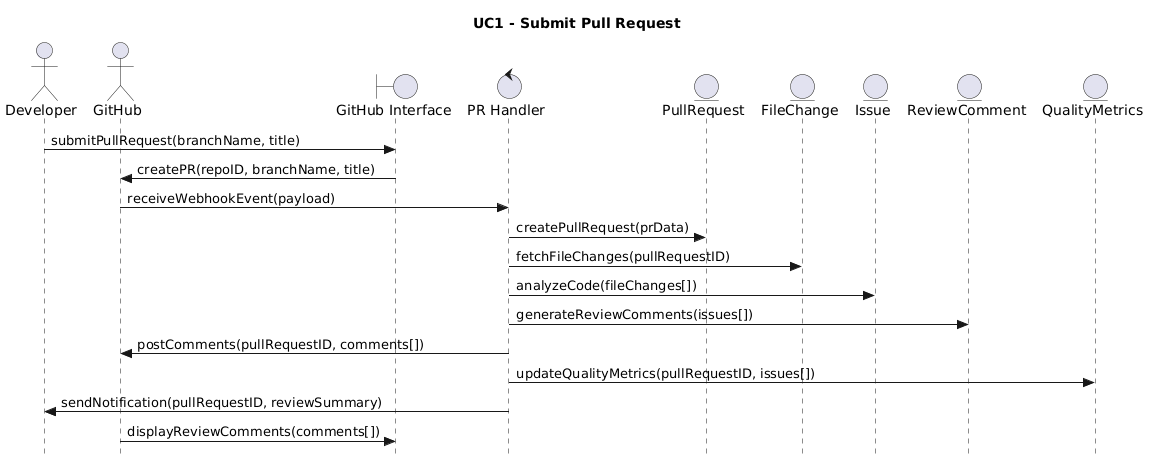 UC1 - Submit Pull Request
Developer
GitHub
GitHub Interface
PR Handler
PullRequest
FileChange
Issue
ReviewComment
QualityMetrics
submitPullRequest(branchName, title)
createPR(repoID, branchName, title)
receiveWebhookEvent(payload)
createPullRequest(prData)
fetchFileChanges(pullRequestID)
analyzeCode(fileChanges[])
generateReviewComments(issues[])
postComments(pullRequestID, comments[])
updateQualityMetrics(pullRequestID, issues[])
sendNotification(pullRequestID, reviewSummary)
displayReviewComments(comments[])